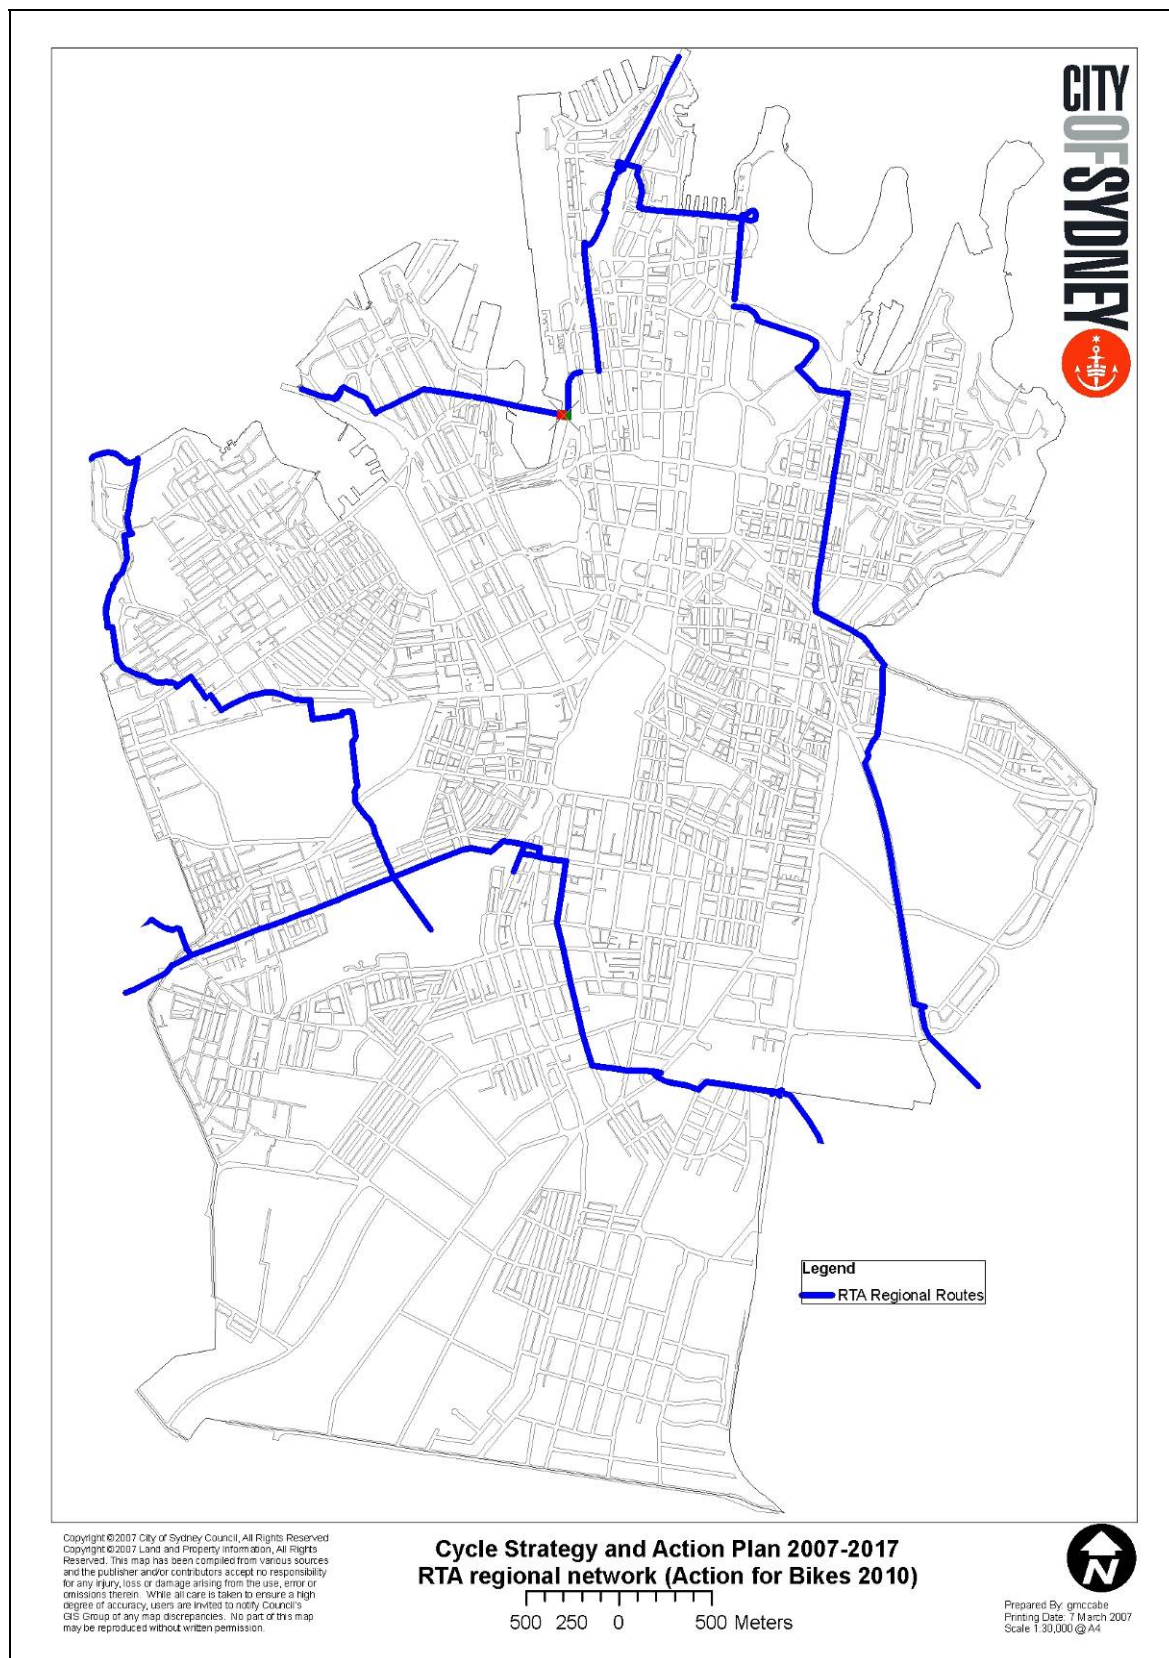 CITY OF SYDNEY
Legend
RTA Regional Routes
Copyright ©2007 City of Sydney Council, All Rights Reserved
Copyright ©2007 Land and Property Information, All Rights
Reserved. This map has been compiled from various sources
and the publisher and/or contributors accept no responsibility
for any injury, loss or damage arising from the use, error or
omissions therein. While all care is taken to ensure a high
degree of accuracy, users are invited to notify Council's
GIS Group of any map discrepancies. No part of this map
may be reproduced without written permission.
Cycle Strategy and Action Plan 2007-2017
RTA regional network (Action for Bikes 2010)
500 250 0 500 Meters
N
Prepared By: gmccabe
Printing Date: 7 March 2007
Scale 1:30,000 @ A4